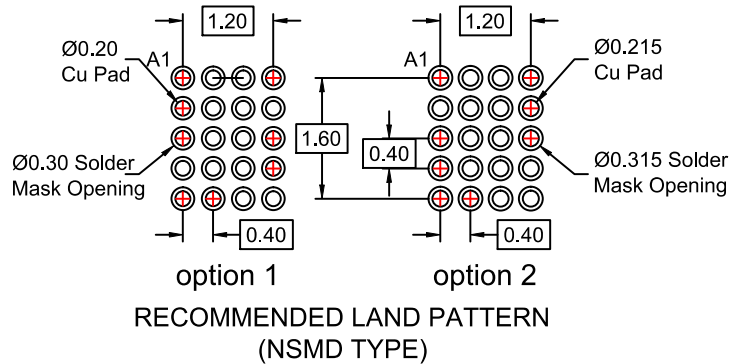 1.20
Ø0.20
Cu Pad
A1
Ø0.30 Solder
Mask Opening
0.40
option 1
1.60
0.40
1.20
A1
Ø0.215
Cu Pad
Ø0.315 Solder
Mask Opening
0.40
option 2
RECOMMENDED LAND PATTERN
(NSMD TYPE)